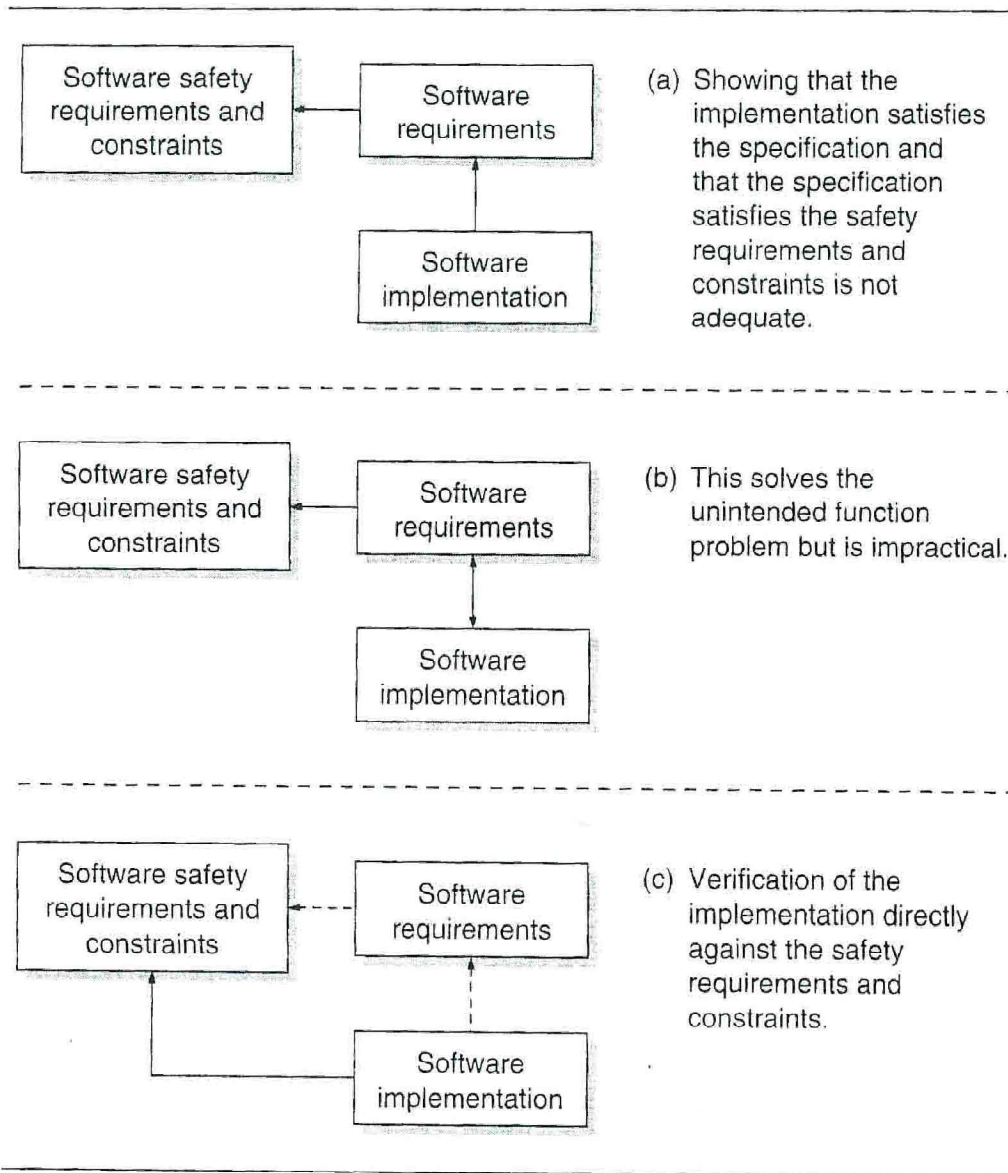 Software safety
requirements and
constraints
Software
requirements
Software
implementation
(a) Showing that the
implementation satisfies
the specification and
that the specification
satisfies the safety
requirements and
constraints is not
adequate.
Software safety
requirements and
constraints
Software
requirements
Software
implementation
(b) This solves the
unintended function
problem but is impractical.
Software safety
requirements and
constraints
Software
requirements
Software
implementation
(c) Verification of the
implementation directly
against the safety
requirements and
constraints.